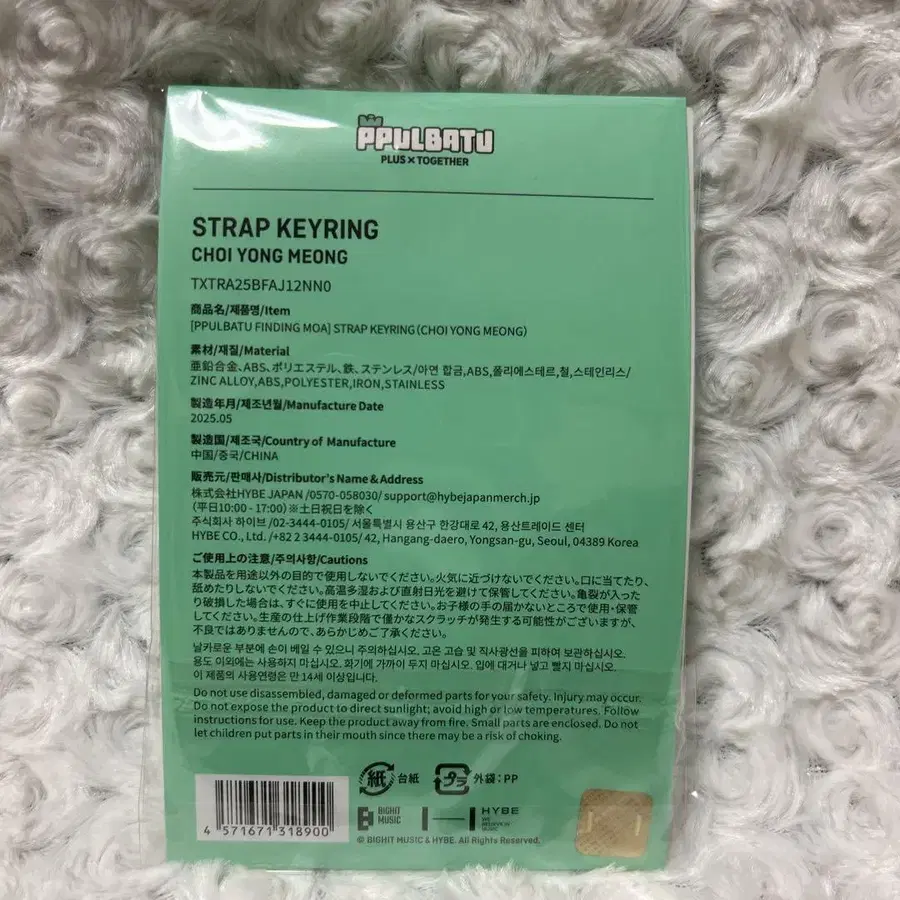 PPULBATU
PLUS×TOGETHER
STRAP KEYRING
CHOI YONG MEONG
TXTRA25BFAJ12NN0
商品名/제품명/Item
[PPULBATU FINDING MOA] STRAP KEYRING(CHOI YONG MEONG)
素材/재질/Material
亜鉛合金、ABS、ポリエステル、鉄、ステンレス/아연 합금,ABS,폴리에스테르,철,스테인리스/
ZINC ALLOY,ABS,POLYESTER,IRON,STAINLESS
製造年月/제조년월/Manufacture Date
2025.05
製造国/제조국/Country of Manufacture
中国/중국/CHINA
販売元/판매사/Distributor's Name & Address
株式会社HYBE JAPAN /0570-058030/ support@hybejapanmerch.jp
(平日10:00 - 17:00)※土日祝日を除く
주식회사 하이브 /02-3444-0105/ 서울특별시 용산구 한강대로 42, 용산트레이드 센터
HYBE CO., Ltd. /+82 2 3444-0105/ 42, Hangang-daero, Yongsan-gu, Seoul, 04389 Korea
ご使用上の注意/주의사항/Cautions
本製品を用途以外の目的で使用しないでください。火気に近づけないでください。口に当てたり、
舐めたりしないでください。高温多湿および直射日光を避けて保管してください。亀裂が入った
り破損した場合は、すぐに使用を中止してください。お子様の手の届かないところで使用・保管
してください。生産の仕上げ作業段階で僅かなスクラッチが発生する可能性がございますが、
不良ではありませんので、あらかじめご了承ください。
날카로운 부분에 손이 베일 수 있으니 주의하십시오. 고온 고습 및 직사광선을 피하여 보관하십시오.
용도 이외에는 사용하지 마십시오. 화기에 가까이 두지 마십시오. 입에 대거나 넣고 빨지 마십시오.
이 제품의 사용연령은 만 14세 이상입니다.
Do not use disassembled, damaged or deformed parts for your safety. Injury may occur.
Do not expose the product to direct sunlight; avoid high or low temperatures. Follow
instructions for use. Keep the product away from fire. Small parts are enclosed. Do not
let children put parts in their mouth since there may be a risk of choking.
紙 台紙
プラ 外袋：PP
4 571671 318900
BIGHIT
MUSIC
HYBE
WE
BELIEVE IN
MUSIC
© BIGHIT MUSIC & HYBE. All Rights Reserved.